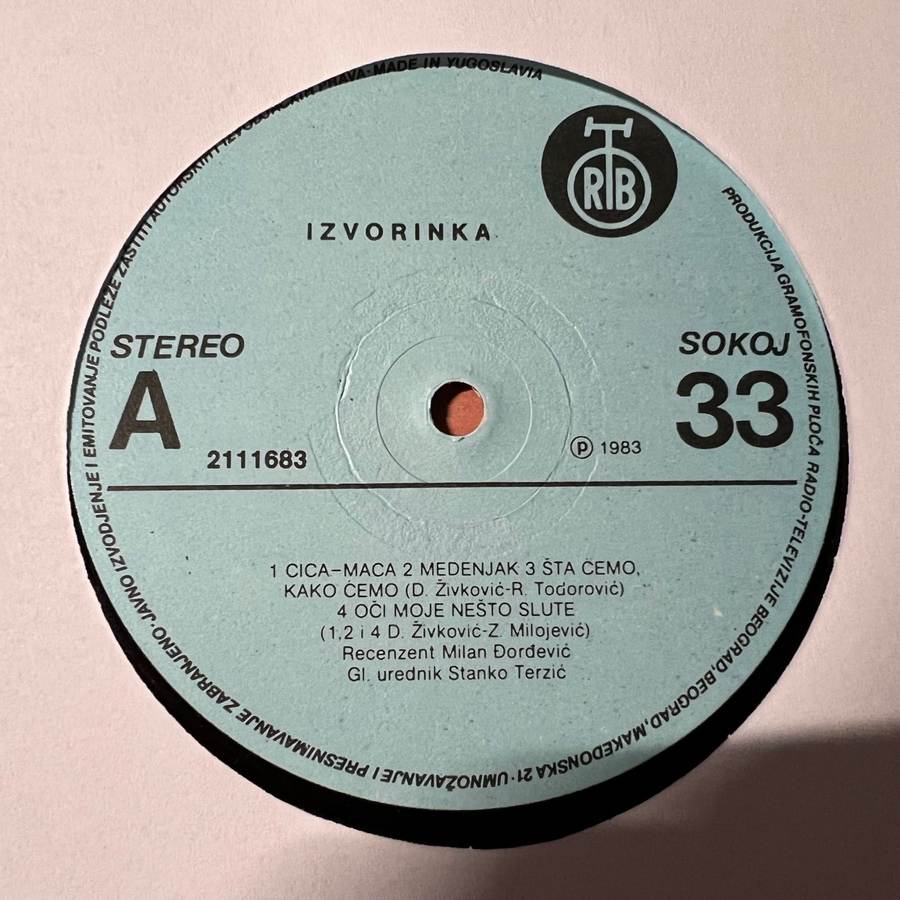 RTB
IZVORINKA
STEREO
A
2111683
SOKOJ
33
Ⓟ 1983
1 CICA–MACA 2 MEDENJAK 3 ŠTA ĆEMO,
KAKO ĆEMO (D. Živković-R. Todorović)
4 OČI MOJE NEŠTO SLUTE
(1,2 i 4 D. Živković-Z. Milojević)
Recenzent Milan Đorđević
Gl. urednik Stanko Terzić
PRODUKCIJA GRAMOFONSKIH PLOČA RADIO-TELEVIZIJE BEOGRAD, BEOGRAD, MAKEDONSKA 21 · UMNOŽAVANJE I PRESNIMAVANJE ZABRANJENO · JAVNO IZVODJENJE I EMITOVANJE PODLEŽE ZAŠTITI AUTORSKIH I IZVODJAČKIH PRAVA · MADE IN YUGOSLAVIA